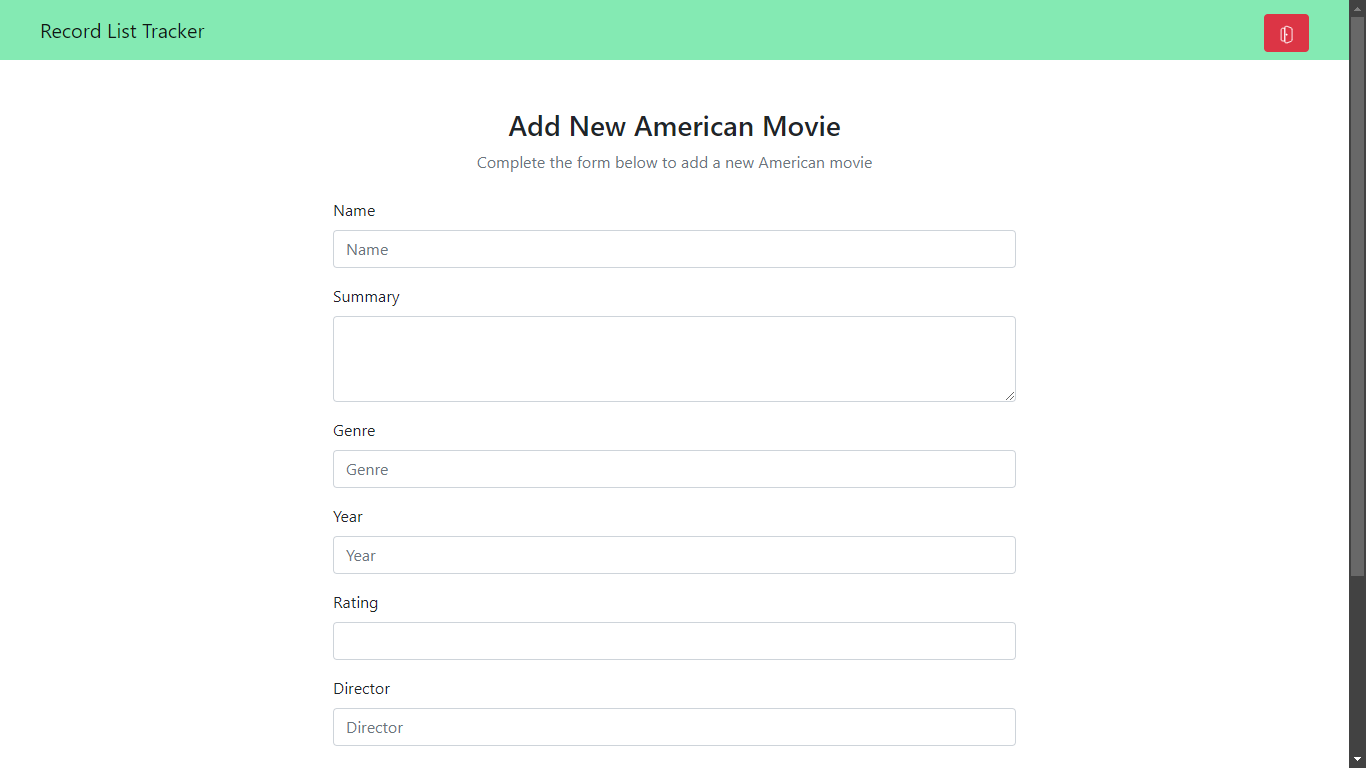 Record List Tracker
Add New American Movie
Complete the form below to add a new American movie
Name
Name
Summary
Genre
Genre
Year
Year
Rating
Director
Director